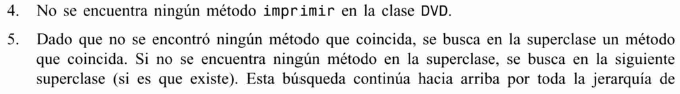 4. No se encuentra ningún método imprimir en la clase DVD.
5. Dado que no se encontró ningún método que coincida, se busca en la superclase un método
que coincida. Si no se encuentra ningún método en la superclase, se busca en la siguiente
superclase (si es que existe). Esta búsqueda continúa hacia arriba por toda la jerarquía de